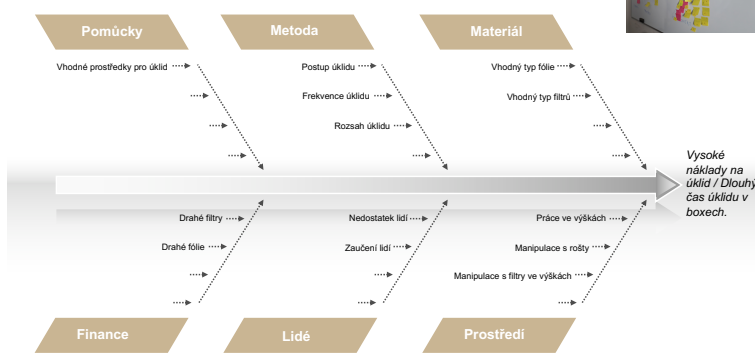 Pomůcky
Metoda
Materiál
Vhodné prostředky pro úklid
Postup úklidu
Vhodný typ fólie
Frekvence úklidu
Vhodný typ filtrů
Rozsah úklidu
Vysoké
náklady na
úklid / Dlouhý
čas úklidu v
boxech.
Drahé filtry
Nedostatek lidí
Práce ve výškách
Drahé fólie
Zaučení lidí
Manipulace s rošty
Manipulace s filtry ve výškách
Finance
Lidé
Prostředí